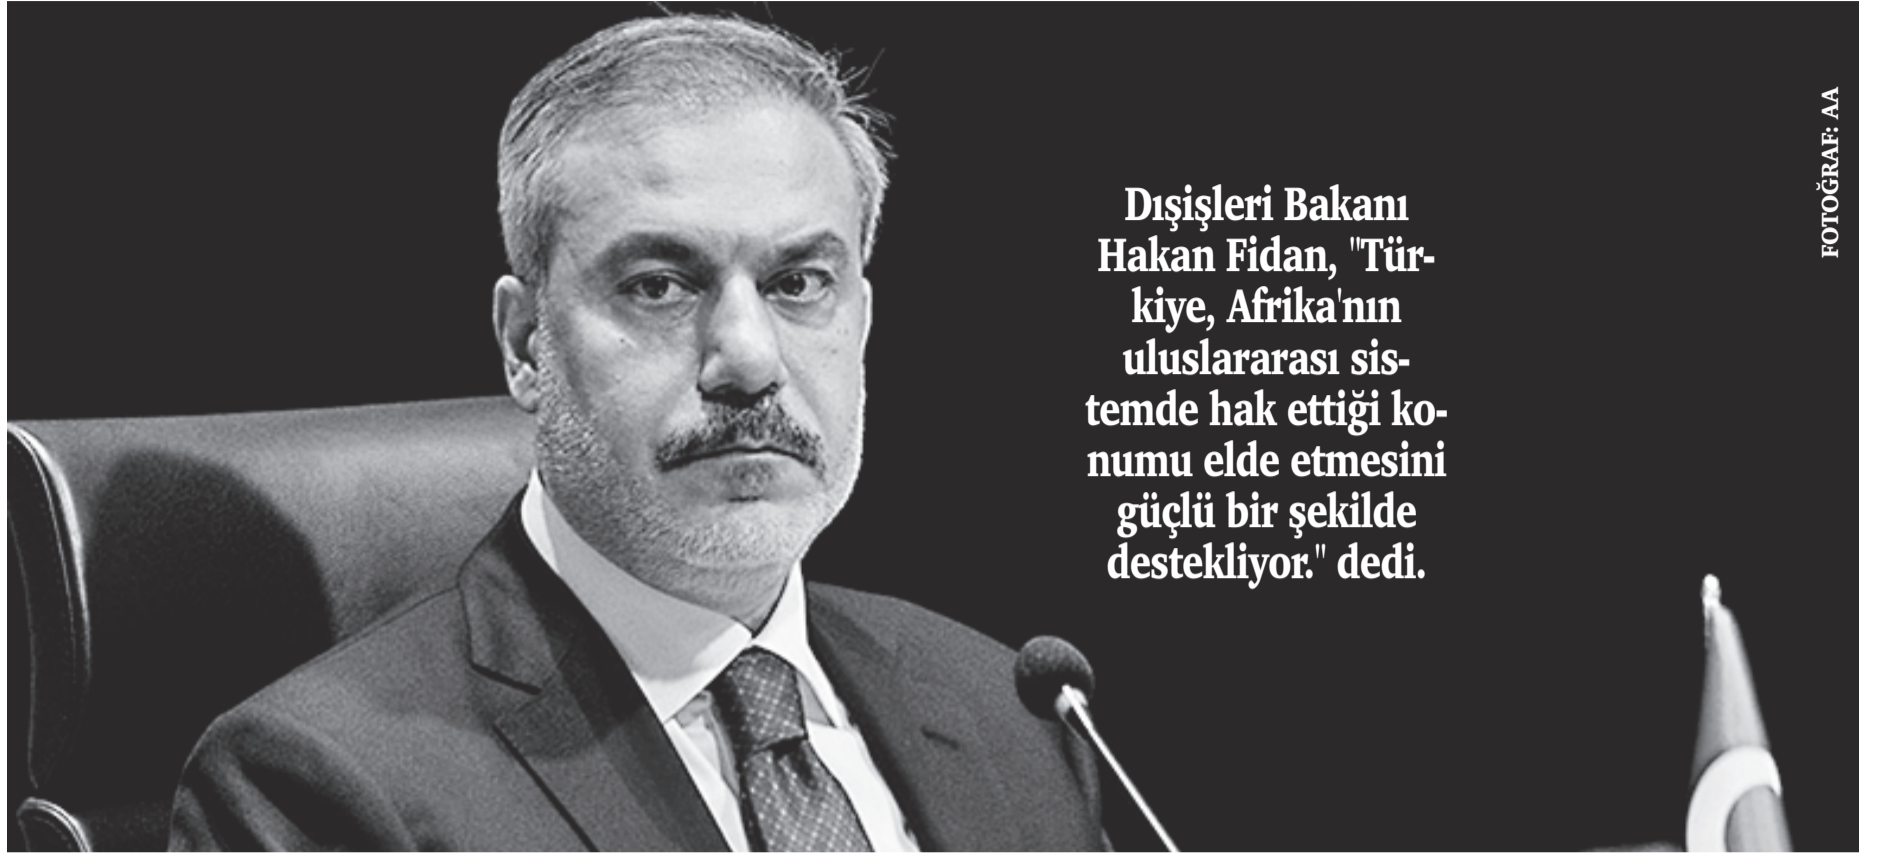 Dışişleri Bakanı
Hakan Fidan, "Tür-
kiye, Afrika'nın
uluslararası sis-
temde hak ettiği ko-
numu elde etmesini
güçlü bir şekilde
destekliyor." dedi.
FOTOĞRAF: AA